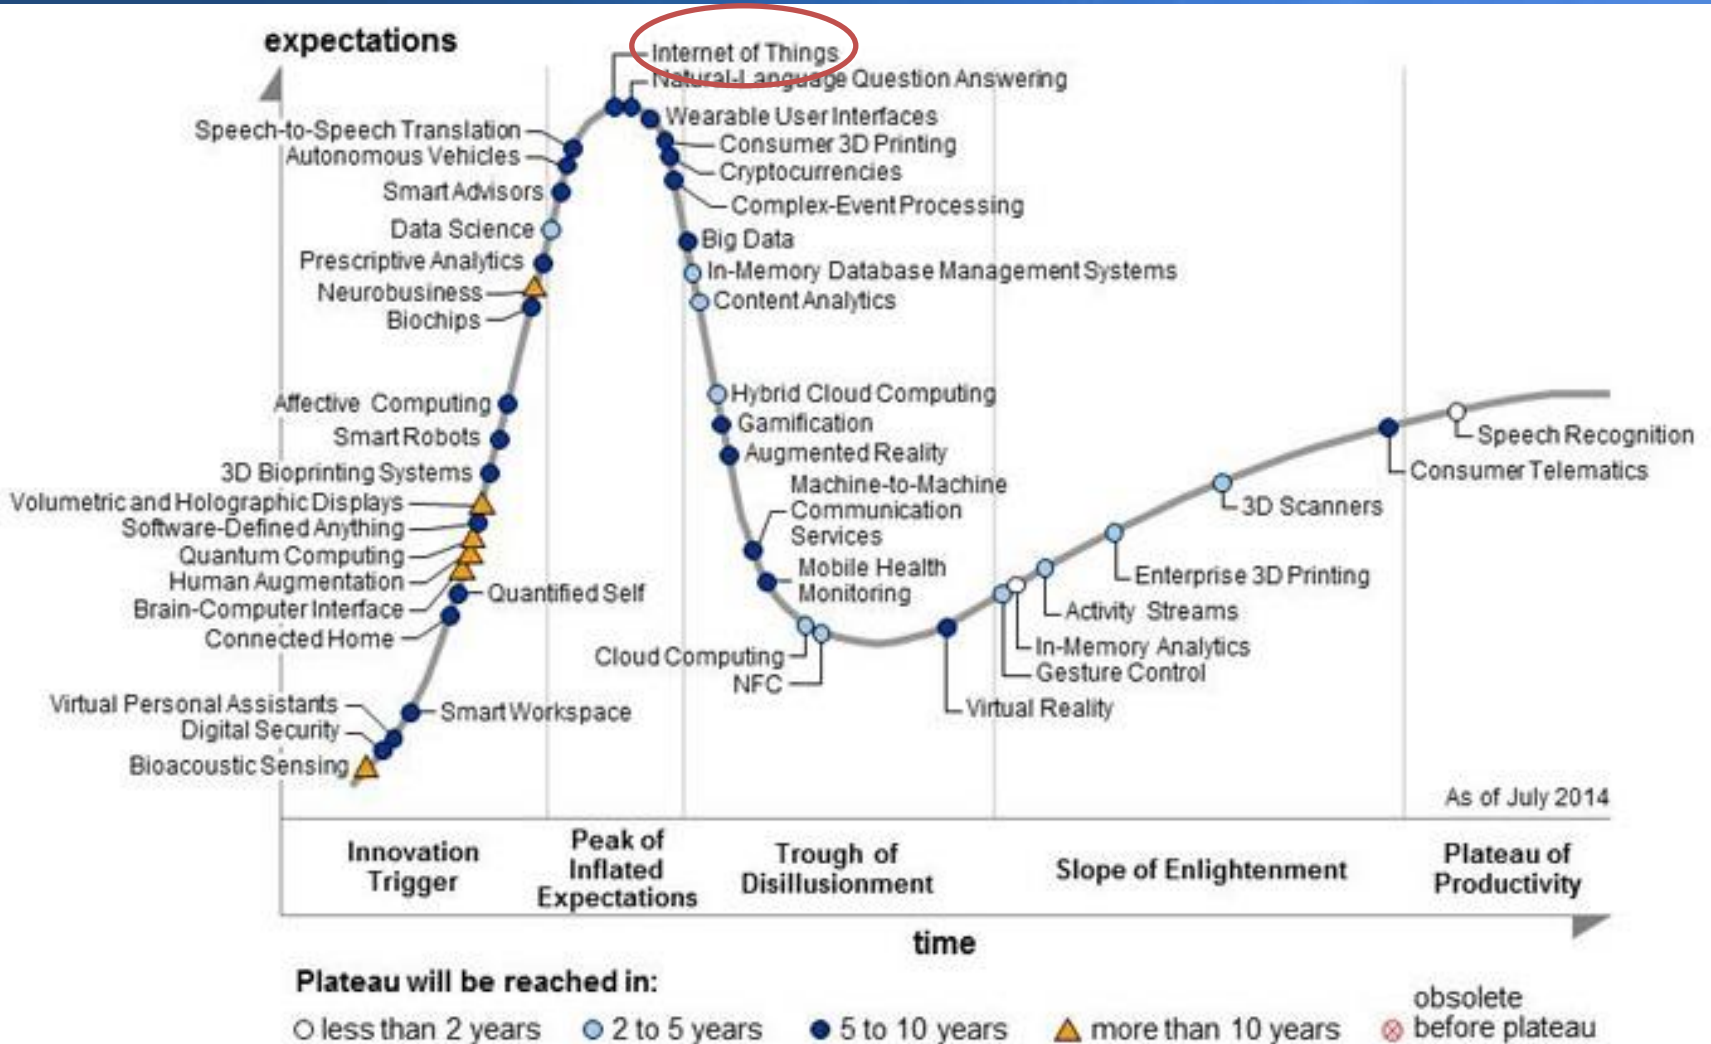 expectations
Internet of Things
Natural-Language Question Answering
Wearable User Interfaces
Speech-to-Speech Translation
Consumer 3D Printing
Autonomous Vehicles
Cryptocurrencies
Smart Advisors
Complex-Event Processing
Data Science
Big Data
Prescriptive Analytics
In-Memory Database Management Systems
Neurobusiness
Content Analytics
Biochips
Hybrid Cloud Computing
Affective Computing
Gamification
Smart Robots
Augmented Reality
3D Bioprinting Systems
Machine-to-Machine
Communication
Services
Volumetric and Holographic Displays
Software-Defined Anything
Quantum Computing
Mobile Health
Monitoring
Human Augmentation
Quantified Self
Brain-Computer Interface
Connected Home
Cloud Computing
NFC
Virtual Personal Assistants
Smart Workspace
Digital Security
Bioacoustic Sensing
Speech Recognition
Consumer Telematics
3D Scanners
Enterprise 3D Printing
Activity Streams
In-Memory Analytics
Gesture Control
Virtual Reality
As of July 2014
Innovation
Trigger
Peak of
Inflated
Expectations
Trough of
Disillusionment
Slope of Enlightenment
Plateau of
Productivity
time
Plateau will be reached in:
less than 2 years
2 to 5 years
5 to 10 years
more than 10 years
obsolete
before plateau